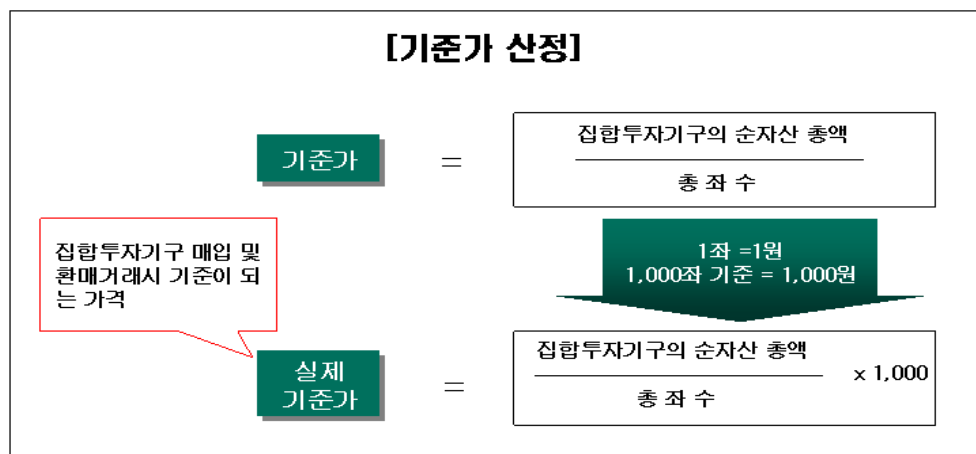 [기준가 산정]
기준가
=
집합투자기구의 순자산 총액
총 좌 수
집합투자기구 매입 및
환매거래시 기준이 되
는 가격
1좌 =1원
1,000좌 기준 = 1,000원
실제
기준가
=
집합투자기구의 순자산 총액
총 좌 수
x 1,000